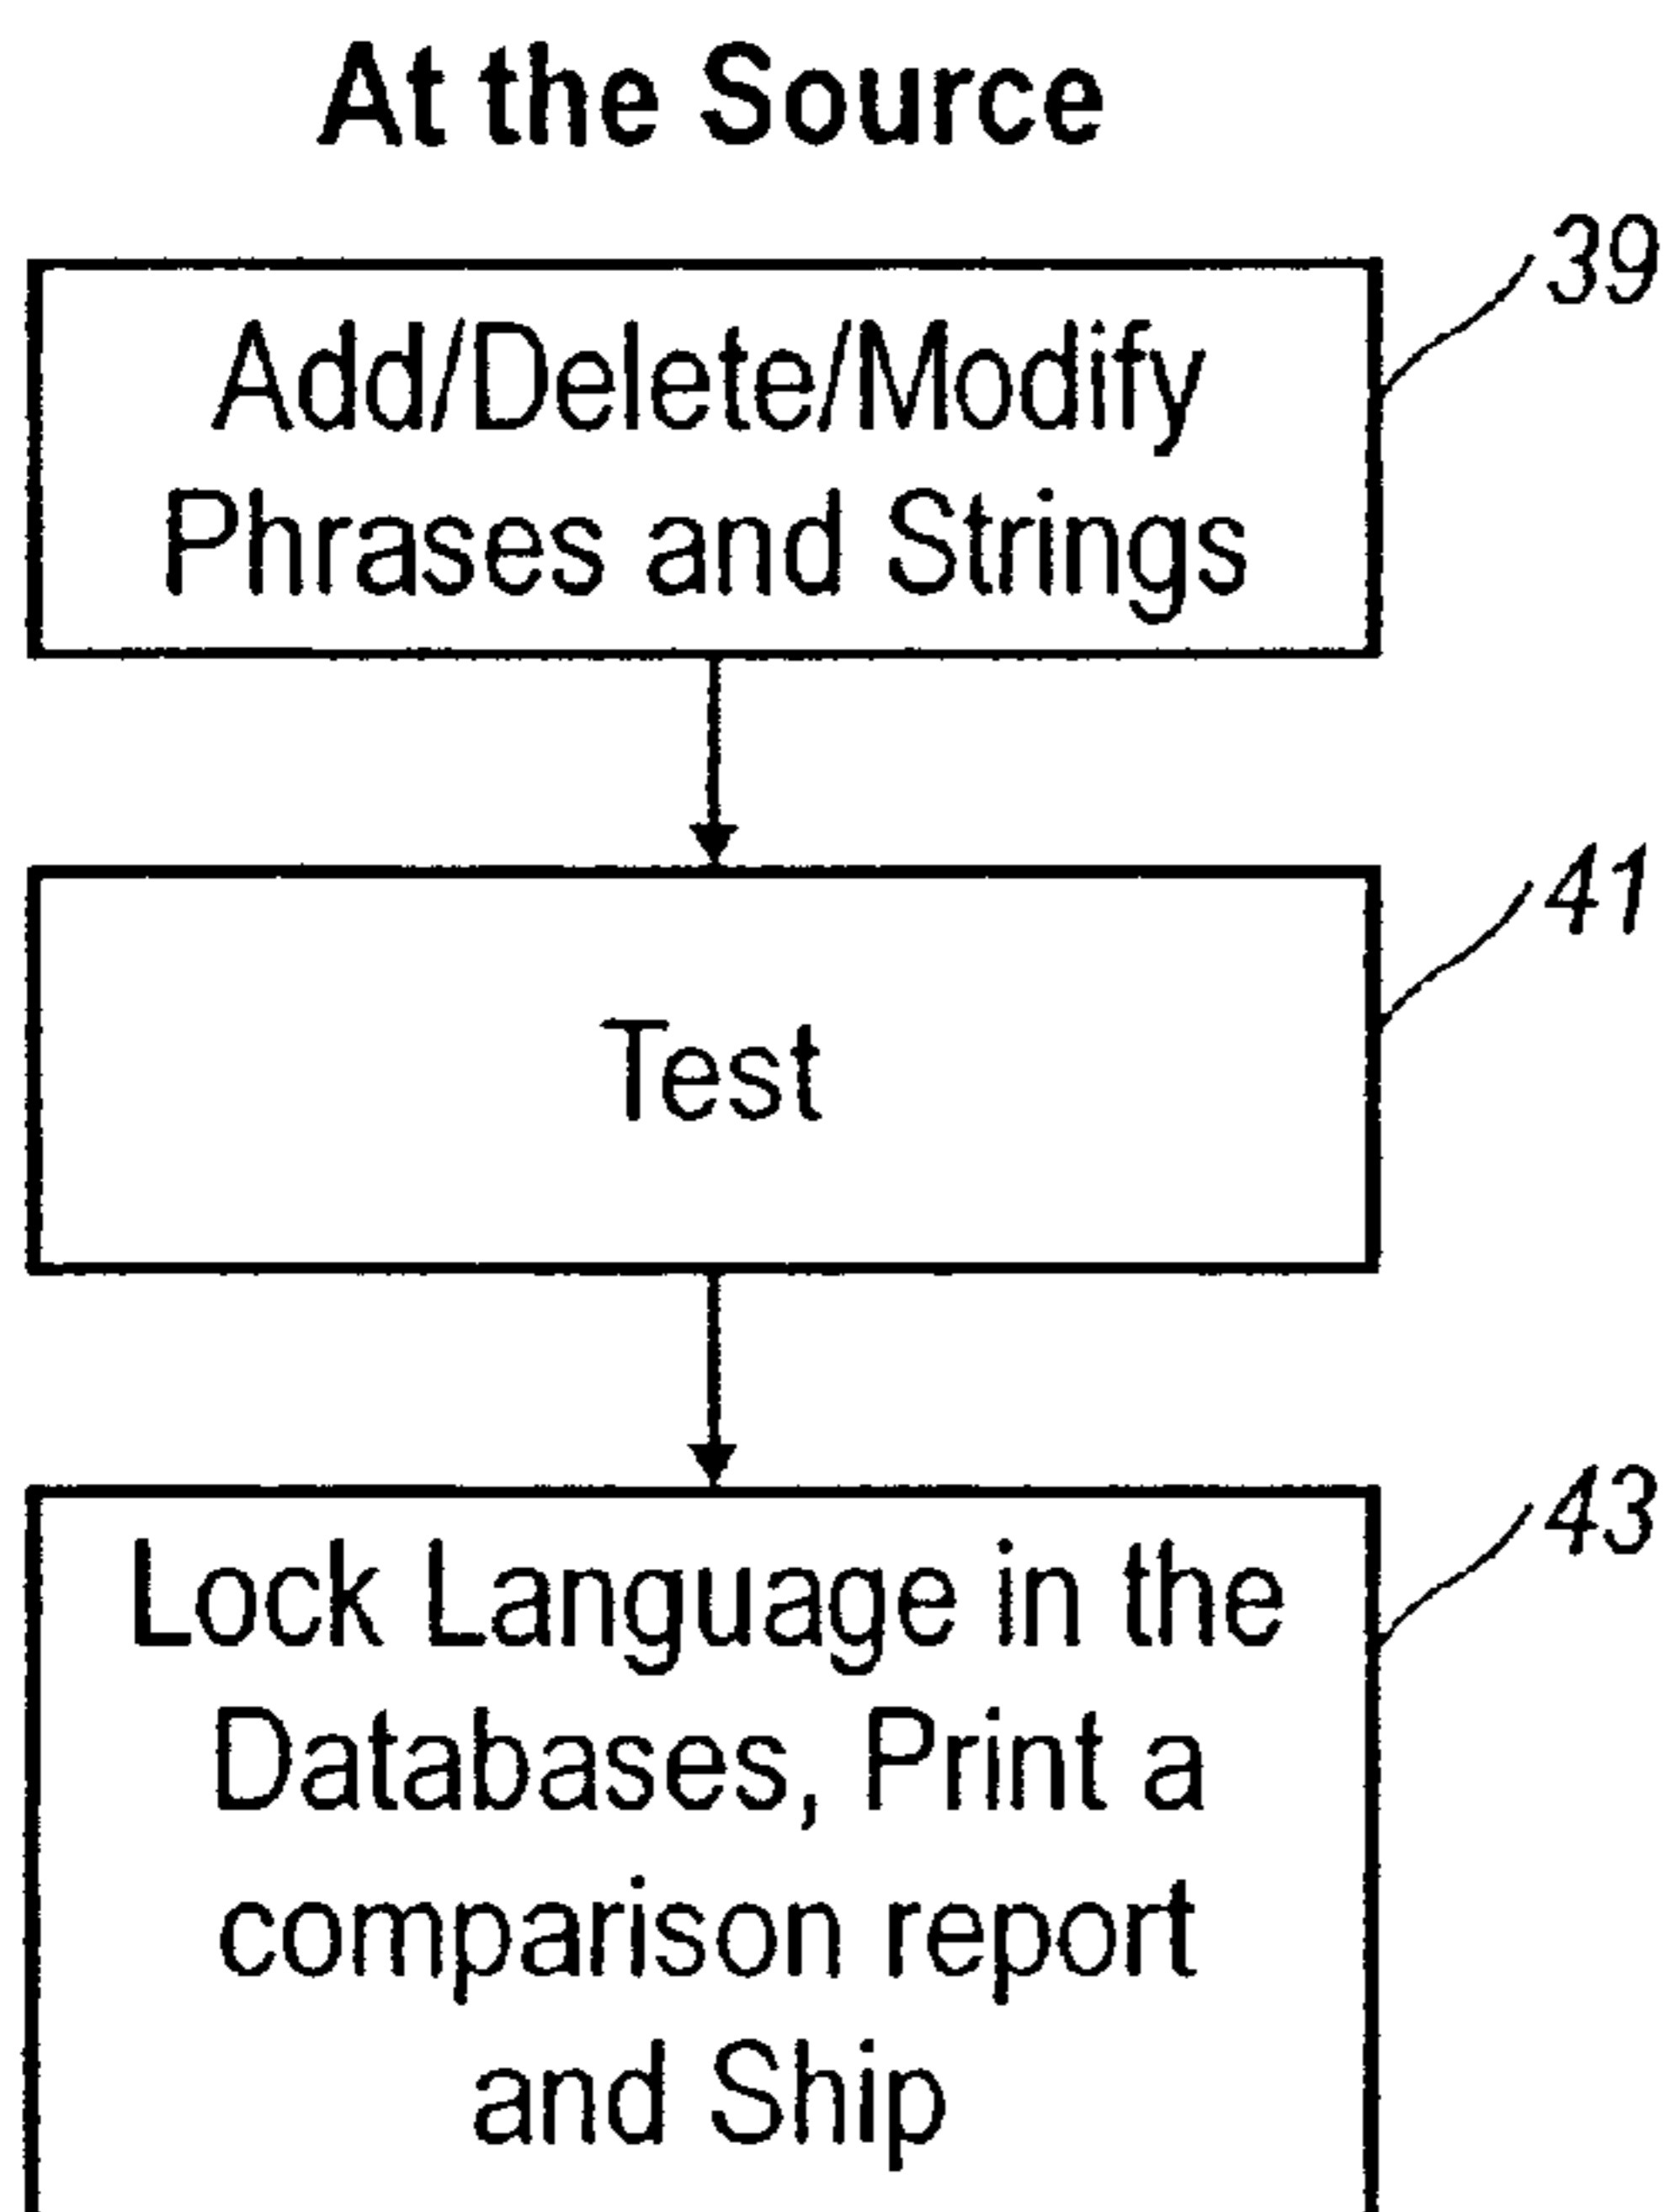 At the Source
39
Add/Delete/Modify
Phrases and Strings
41
Test
43
Lock Language in the
Databases, Print a
comparison report
and Ship